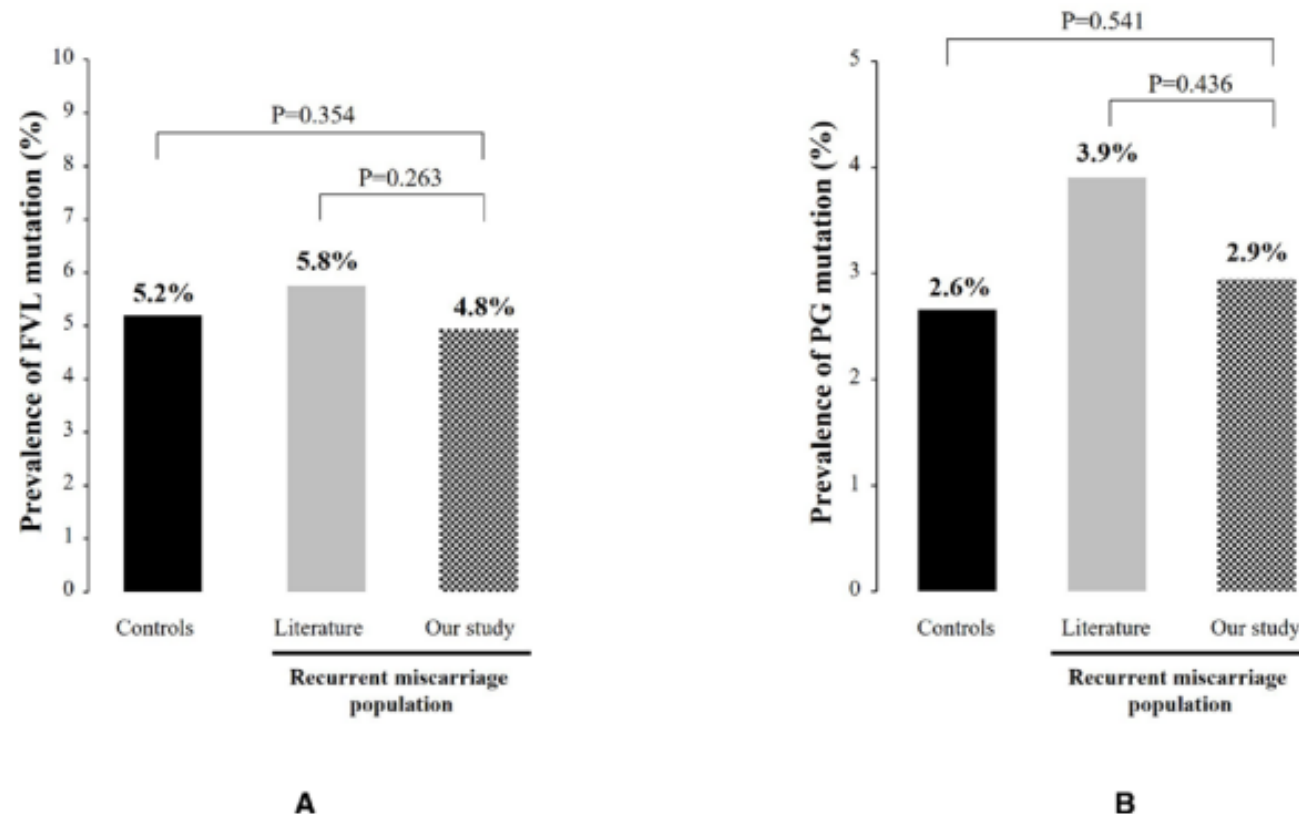 Prevalence of FVL mutation (%)
10
9
8
7
6
5
4
3
2
1
0
P=0.354
P=0.263
5.2%
5.8%
4.8%
Controls
Literature
Our study
Recurrent miscarriage
population
A
Prevalence of PG mutation (%)
5
4
3
2
1
0
P=0.541
P=0.436
2.6%
3.9%
2.9%
Controls
Literature
Our study
Recurrent miscarriage
population
B